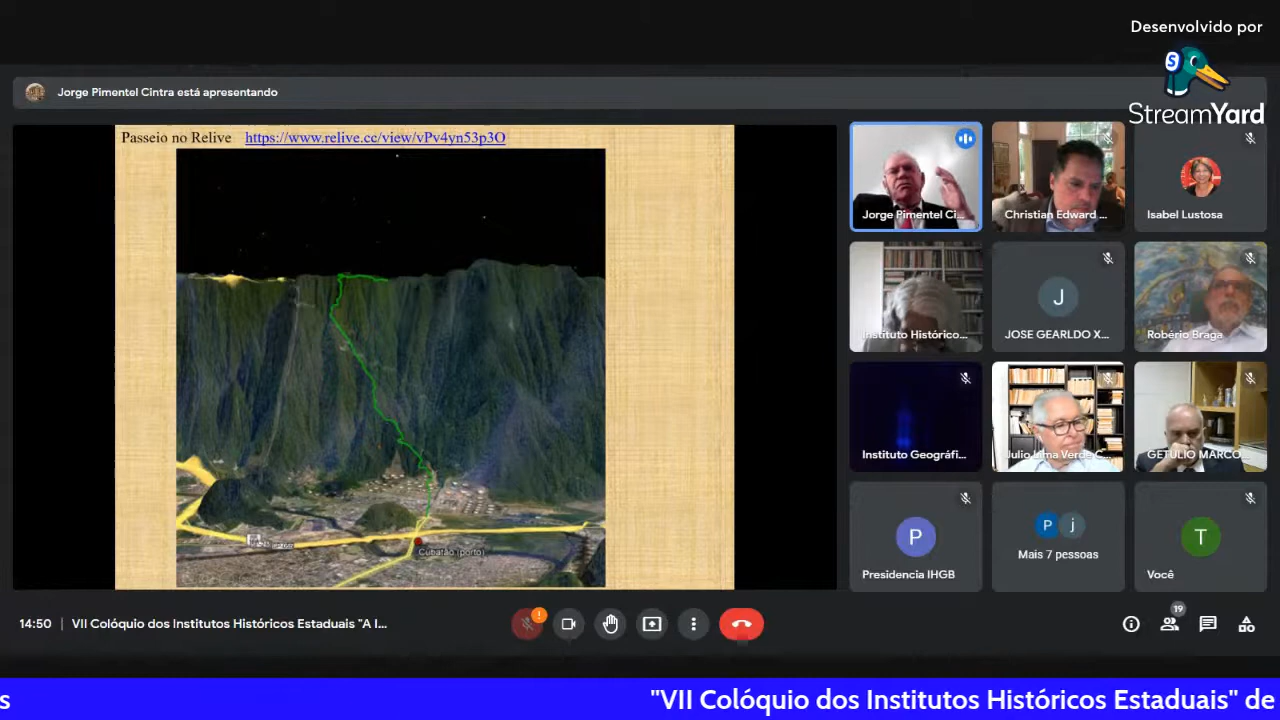 Desenvolvido por
S
StreamYard
Jorge Pimentel Cintra está apresentando
Passeio no Relive https://www.relive.cc/view/vPv4yn53p3O
Cubatão (porto)
Jorge Pimentel Ci...
Christian Edward ...
Isabel Lustosa
Instituto Histórico...
J
JOSE GEARLDO X...
Robério Braga
Instituto Geográfi...
Julio Lima Verde C...
GETULIO MARCO...
P
Presidencia IHGB
P j
Mais 7 pessoas
T
Você
14:50 | VII Colóquio dos Institutos Históricos Estaduais "A I...
19
s "VII Colóquio dos Institutos Históricos Estaduais" de